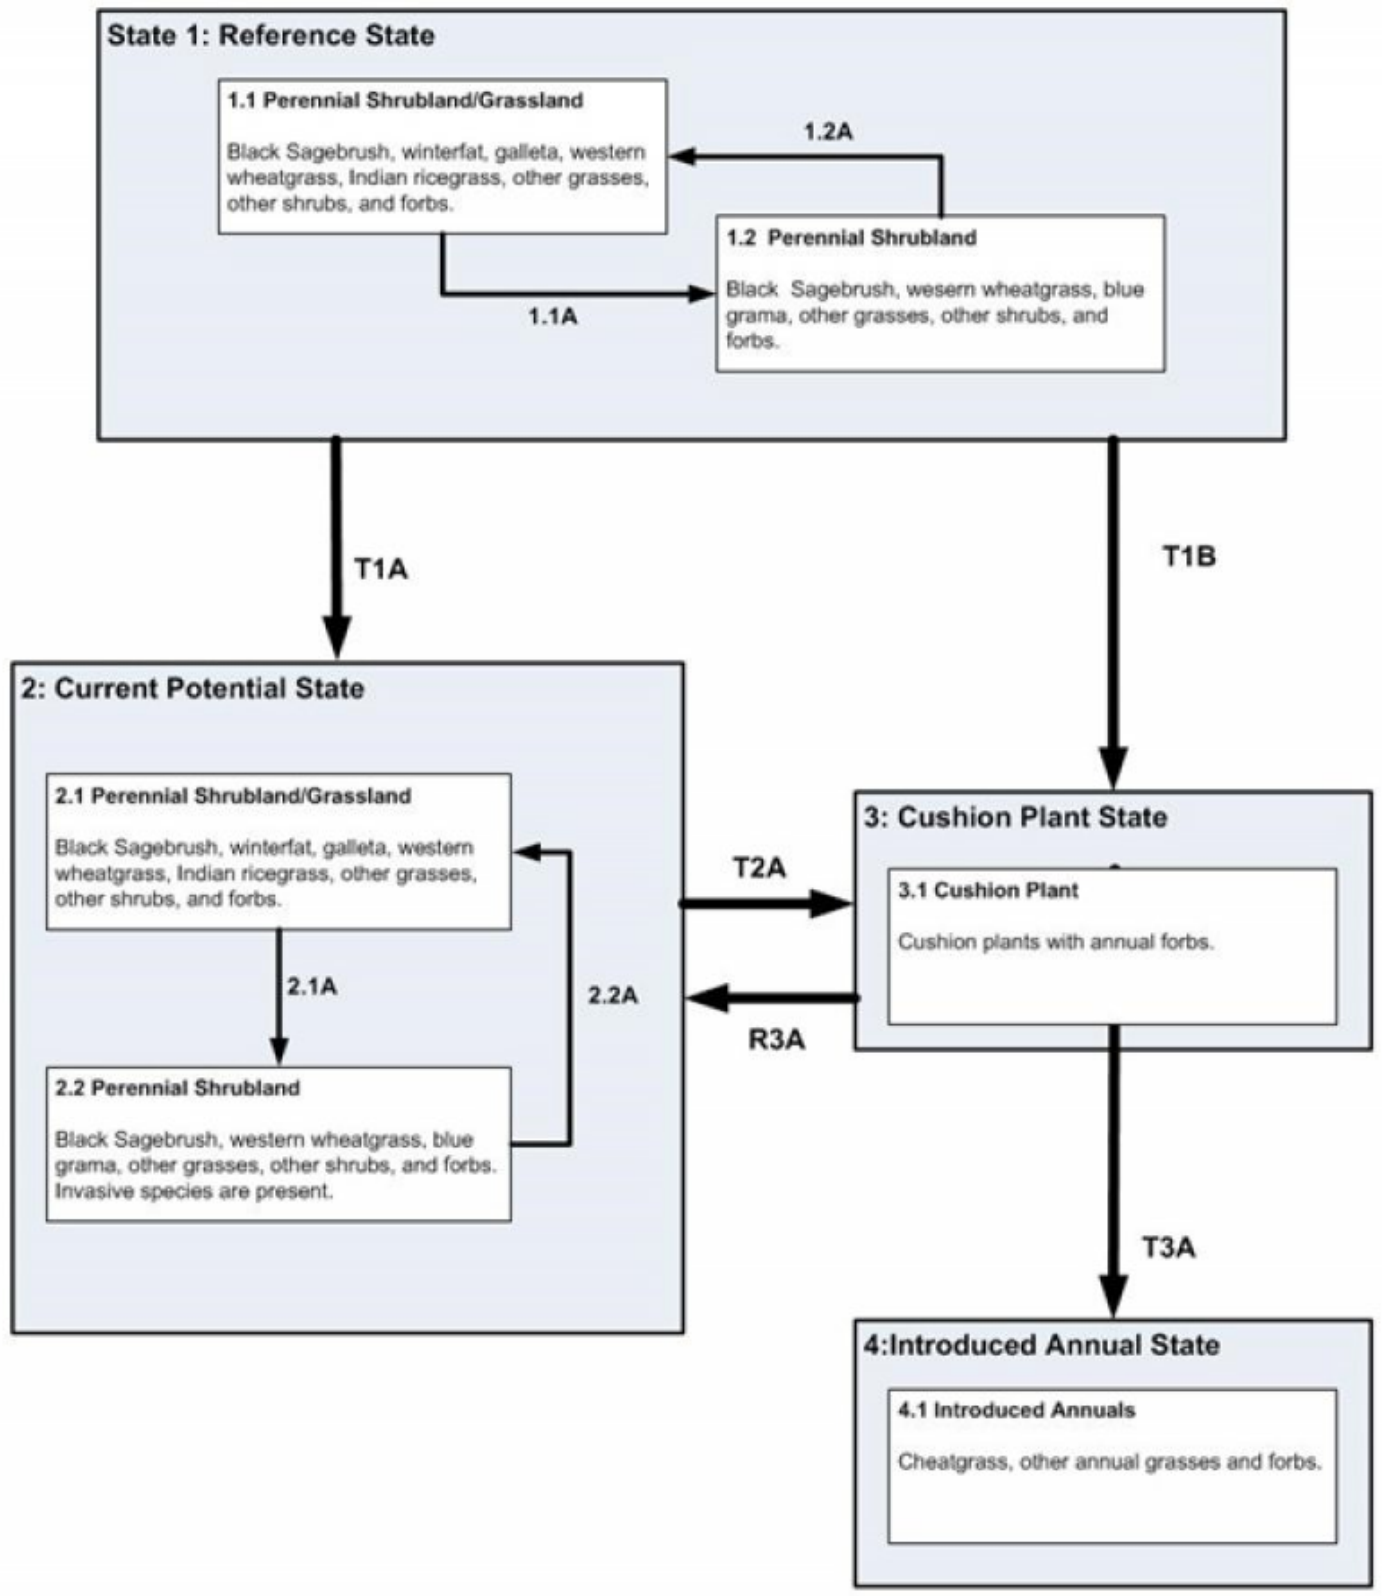 State 1: Reference State
1.1 Perennial Shrubland/Grassland
Black Sagebrush, winterfat, galleta, western
wheatgrass, Indian ricegrass, other grasses,
other shrubs, and forbs.
1.2A
1.2 Perennial Shrubland
Black Sagebrush, wesern wheatgrass, blue
grama, other grasses, other shrubs, and
forbs.
1.1A
T1A
T1B
2: Current Potential State
2.1 Perennial Shrubland/Grassland
Black Sagebrush, winterfat, galleta, western
wheatgrass, Indian ricegrass, other grasses,
other shrubs, and forbs.
2.1A
2.2A
2.2 Perennial Shrubland
Black Sagebrush, western wheatgrass, blue
grama, other grasses, other shrubs, and forbs.
Invasive species are present.
T2A
R3A
3: Cushion Plant State
3.1 Cushion Plant
Cushion plants with annual forbs.
T3A
4:Introduced Annual State
4.1 Introduced Annuals
Cheatgrass, other annual grasses and forbs.